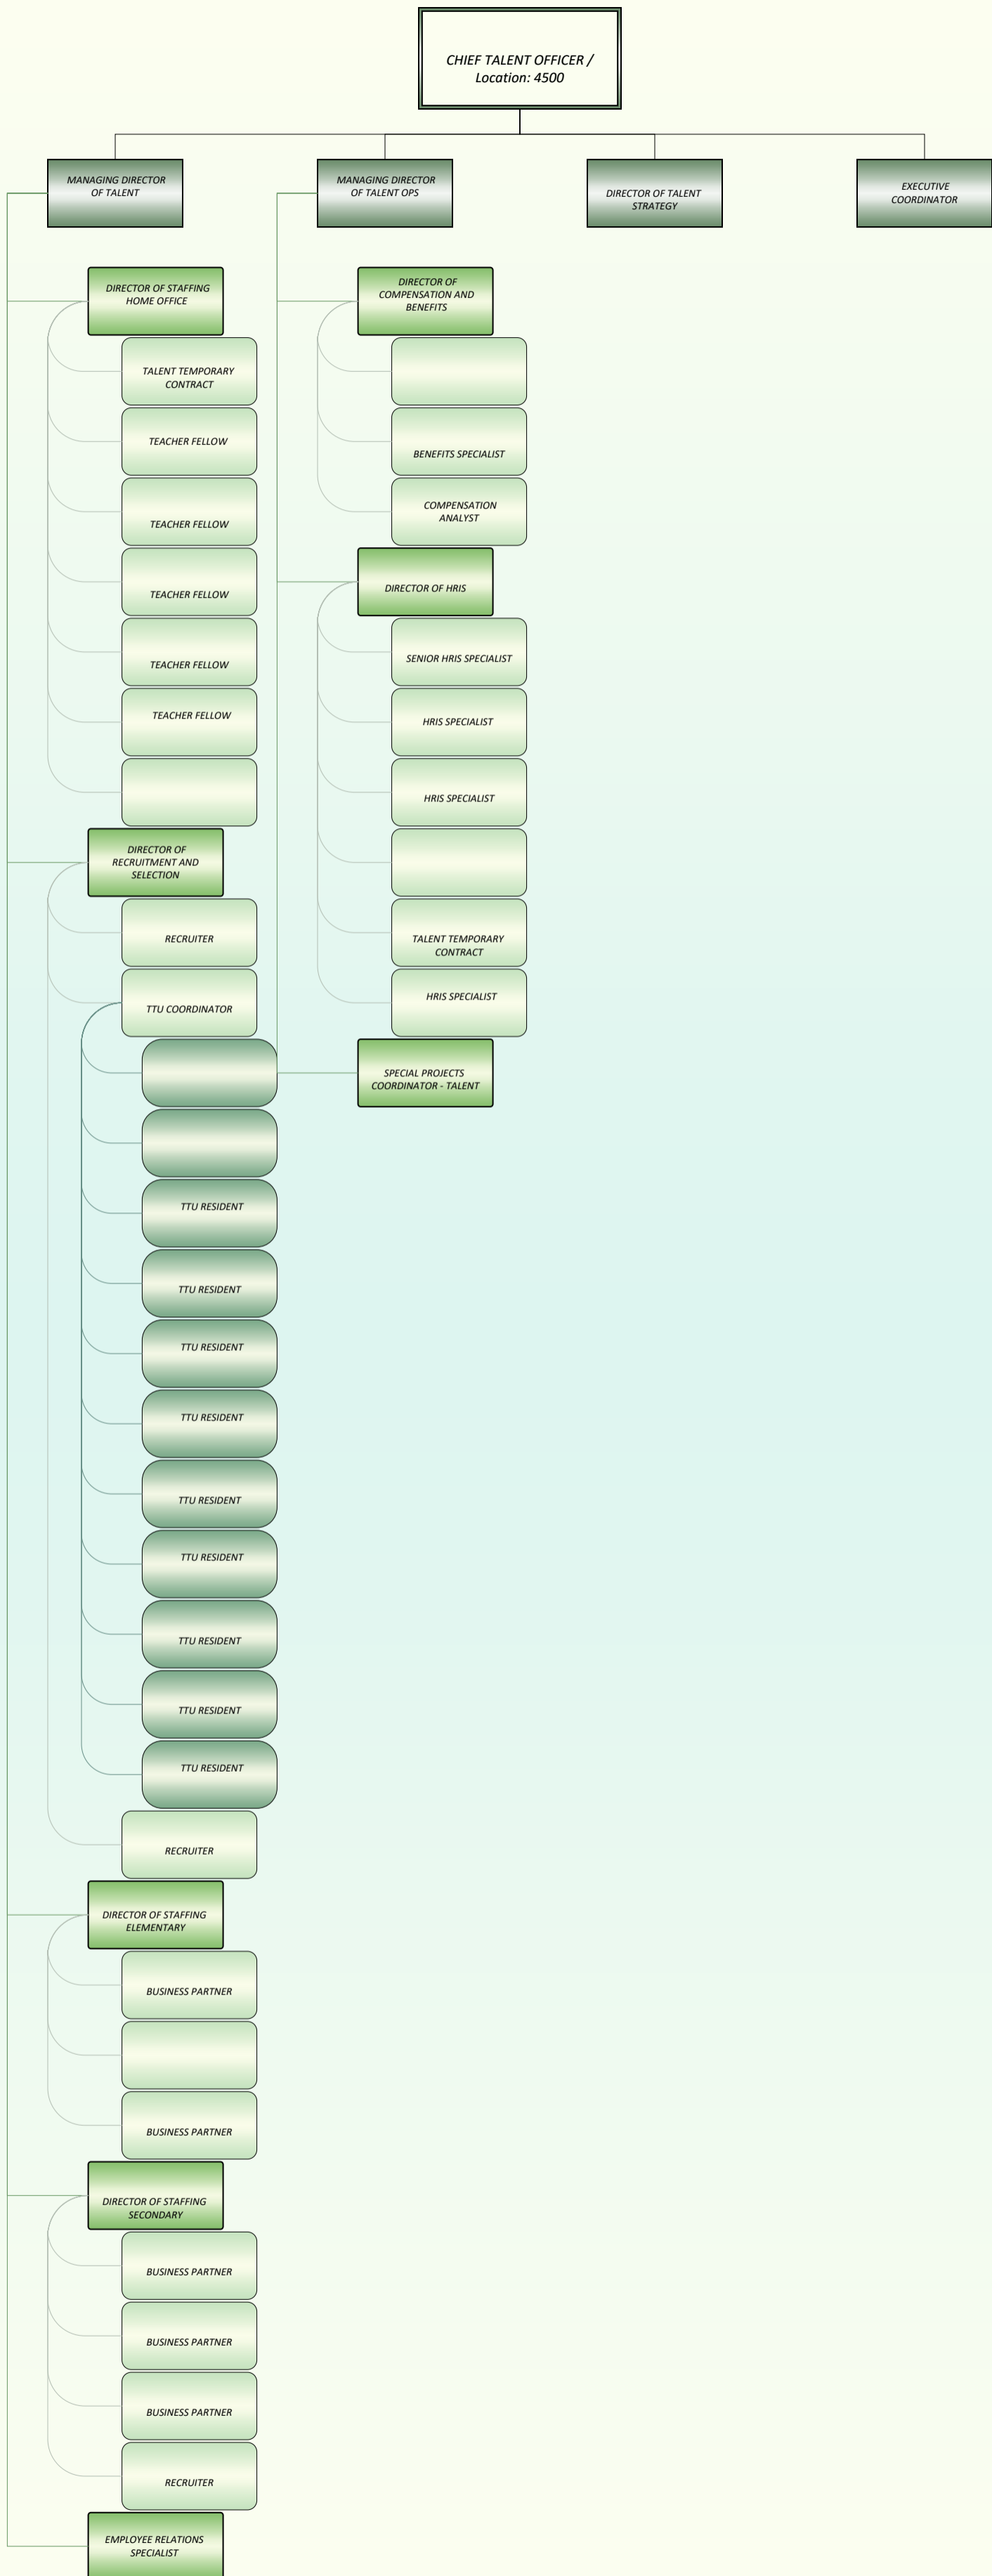 CHIEF TALENT OFFICER /
Location: 4500
MANAGING DIRECTOR
OF TALENT
MANAGING DIRECTOR
OF TALENT OPS
DIRECTOR OF TALENT
STRATEGY
EXECUTIVE
COORDINATOR
DIRECTOR OF STAFFING
HOME OFFICE
TALENT TEMPORARY
CONTRACT
TEACHER FELLOW
TEACHER FELLOW
TEACHER FELLOW
TEACHER FELLOW
TEACHER FELLOW
DIRECTOR OF
RECRUITMENT AND
SELECTION
RECRUITER
TTU COORDINATOR
TTU RESIDENT
TTU RESIDENT
TTU RESIDENT
TTU RESIDENT
TTU RESIDENT
TTU RESIDENT
TTU RESIDENT
TTU RESIDENT
TTU RESIDENT
RECRUITER
DIRECTOR OF STAFFING
ELEMENTARY
BUSINESS PARTNER
BUSINESS PARTNER
DIRECTOR OF STAFFING
SECONDARY
BUSINESS PARTNER
BUSINESS PARTNER
BUSINESS PARTNER
RECRUITER
EMPLOYEE RELATIONS
SPECIALIST
DIRECTOR OF
COMPENSATION AND
BENEFITS
BENEFITS SPECIALIST
COMPENSATION
ANALYST
DIRECTOR OF HRIS
SENIOR HRIS SPECIALIST
HRIS SPECIALIST
HRIS SPECIALIST
TALENT TEMPORARY
CONTRACT
HRIS SPECIALIST
SPECIAL PROJECTS
COORDINATOR - TALENT